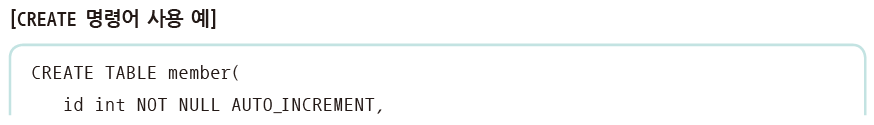 [CREATE 명령어 사용 예]
CREATE TABLE member(
id int NOT NULL AUTO_INCREMENT,